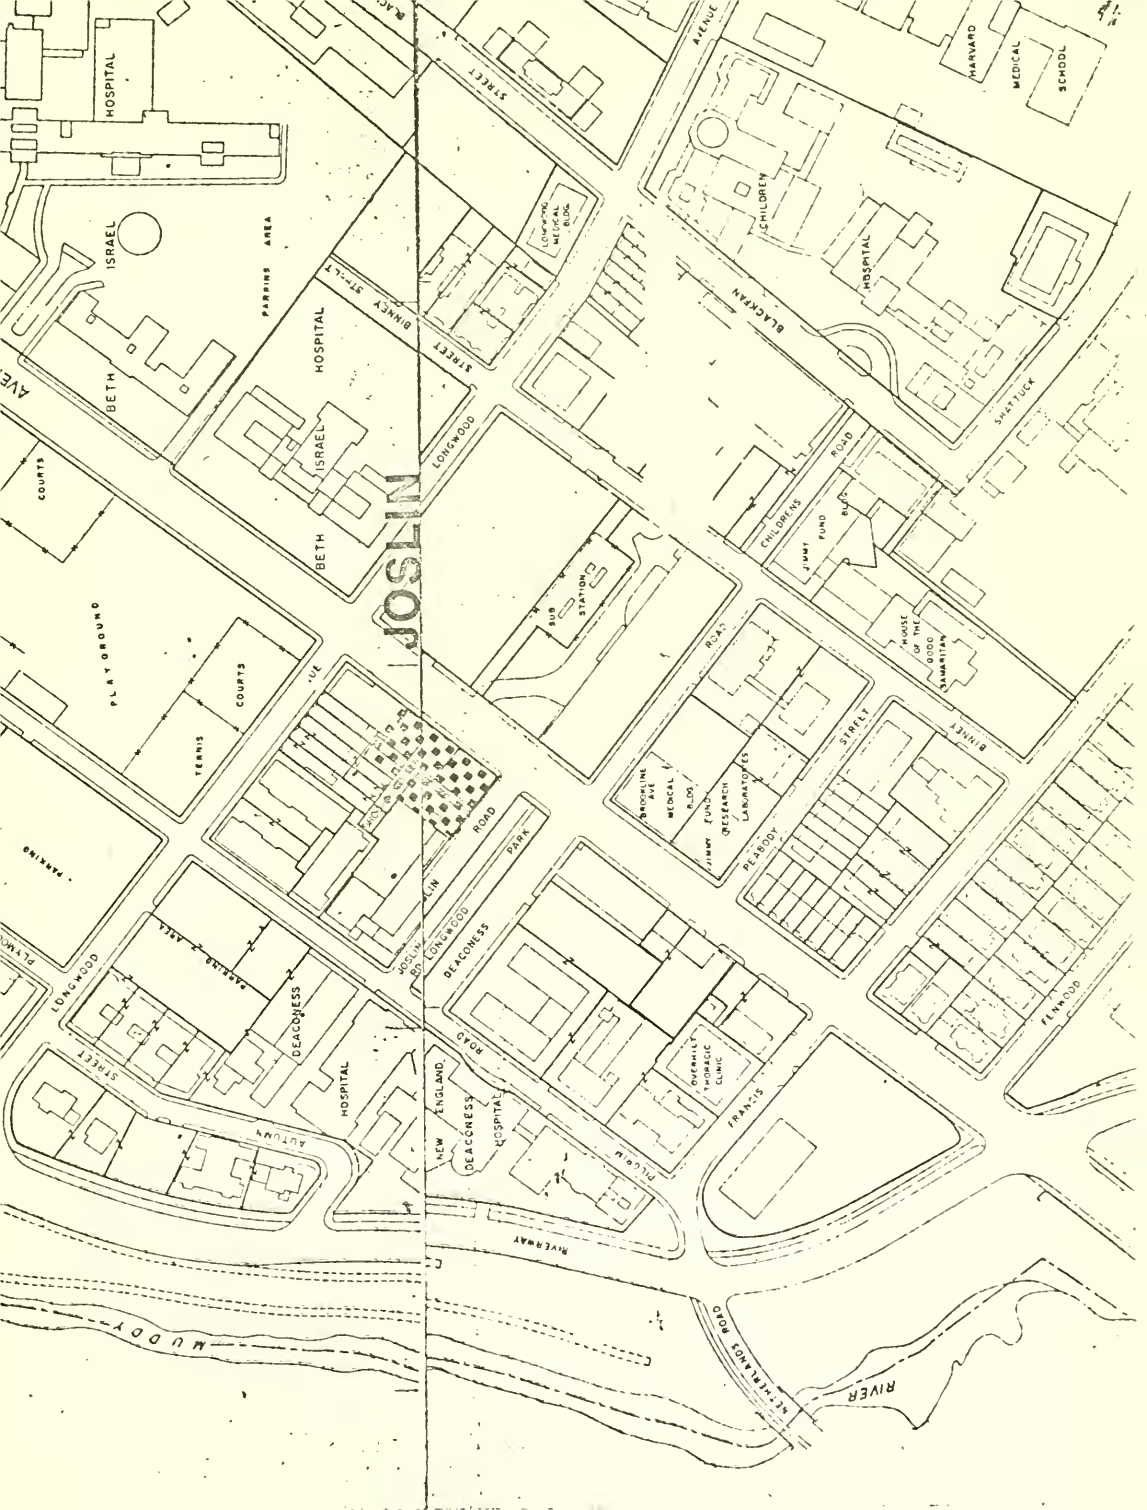 AVENUE
HARVARD
MEDICAL
SCHOOL
HOSPITAL
STREET
ISRAEL
PARKING AREA
LONGWOOD
MEDICAL
BLDG.
CHILDREN
HOSPITAL
BINNEY
STREET
BLACKFAN
HOSPITAL
BETH
ISRAEL
BETH
LONGWOOD
SHATTUCK
COURTS
CHILDRENS
ROAD
JIMMY
FUND
BLDG
JOSLIN
SUB
STATION
PLAYGROUND
HOUSE
OF THE
GOOD
SAMARITAN
ROAD
COURTS
TENNIS
BINNEY
STREET
BROOKLINE
AVE
MEDICAL
BLDG.
JIMMY FUND
RESEARCH
LABORATORIES
PEABODY
PARKING
ROAD
PARK
JOSLIN
LONGWOOD
DEACONESS
ROAD
LONGWOOD
PARKING
AREA
DEACONESS
HOSPITAL
STREET
AUTUMN
NEW ENGLAND
DEACONESS
HOSPITAL
OVERHILT
THORACIC
CLINIC
FRANCIS
FENWOOD
PILGRIM
RIVERWAY
NETHERLANDS ROAD
MUDDY
RIVER